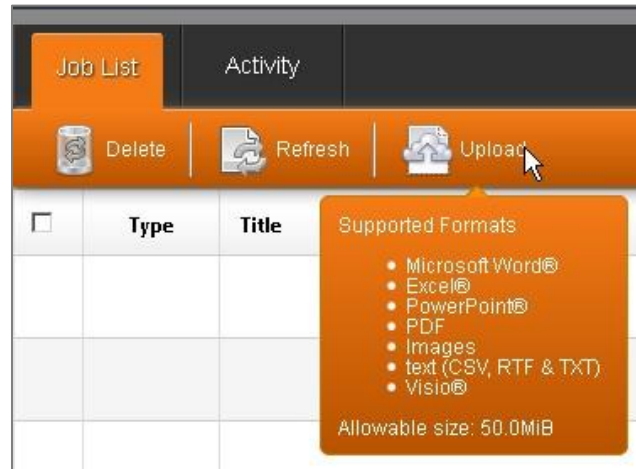 Job List Activity
Delete Refresh Upload
Type Title
Supported Formats
Microsoft Word®
Excel®
PowerPoint®
PDF
Images
text (CSV, RTF & TXT)
Visio®
Allowable size: 50.0MiB